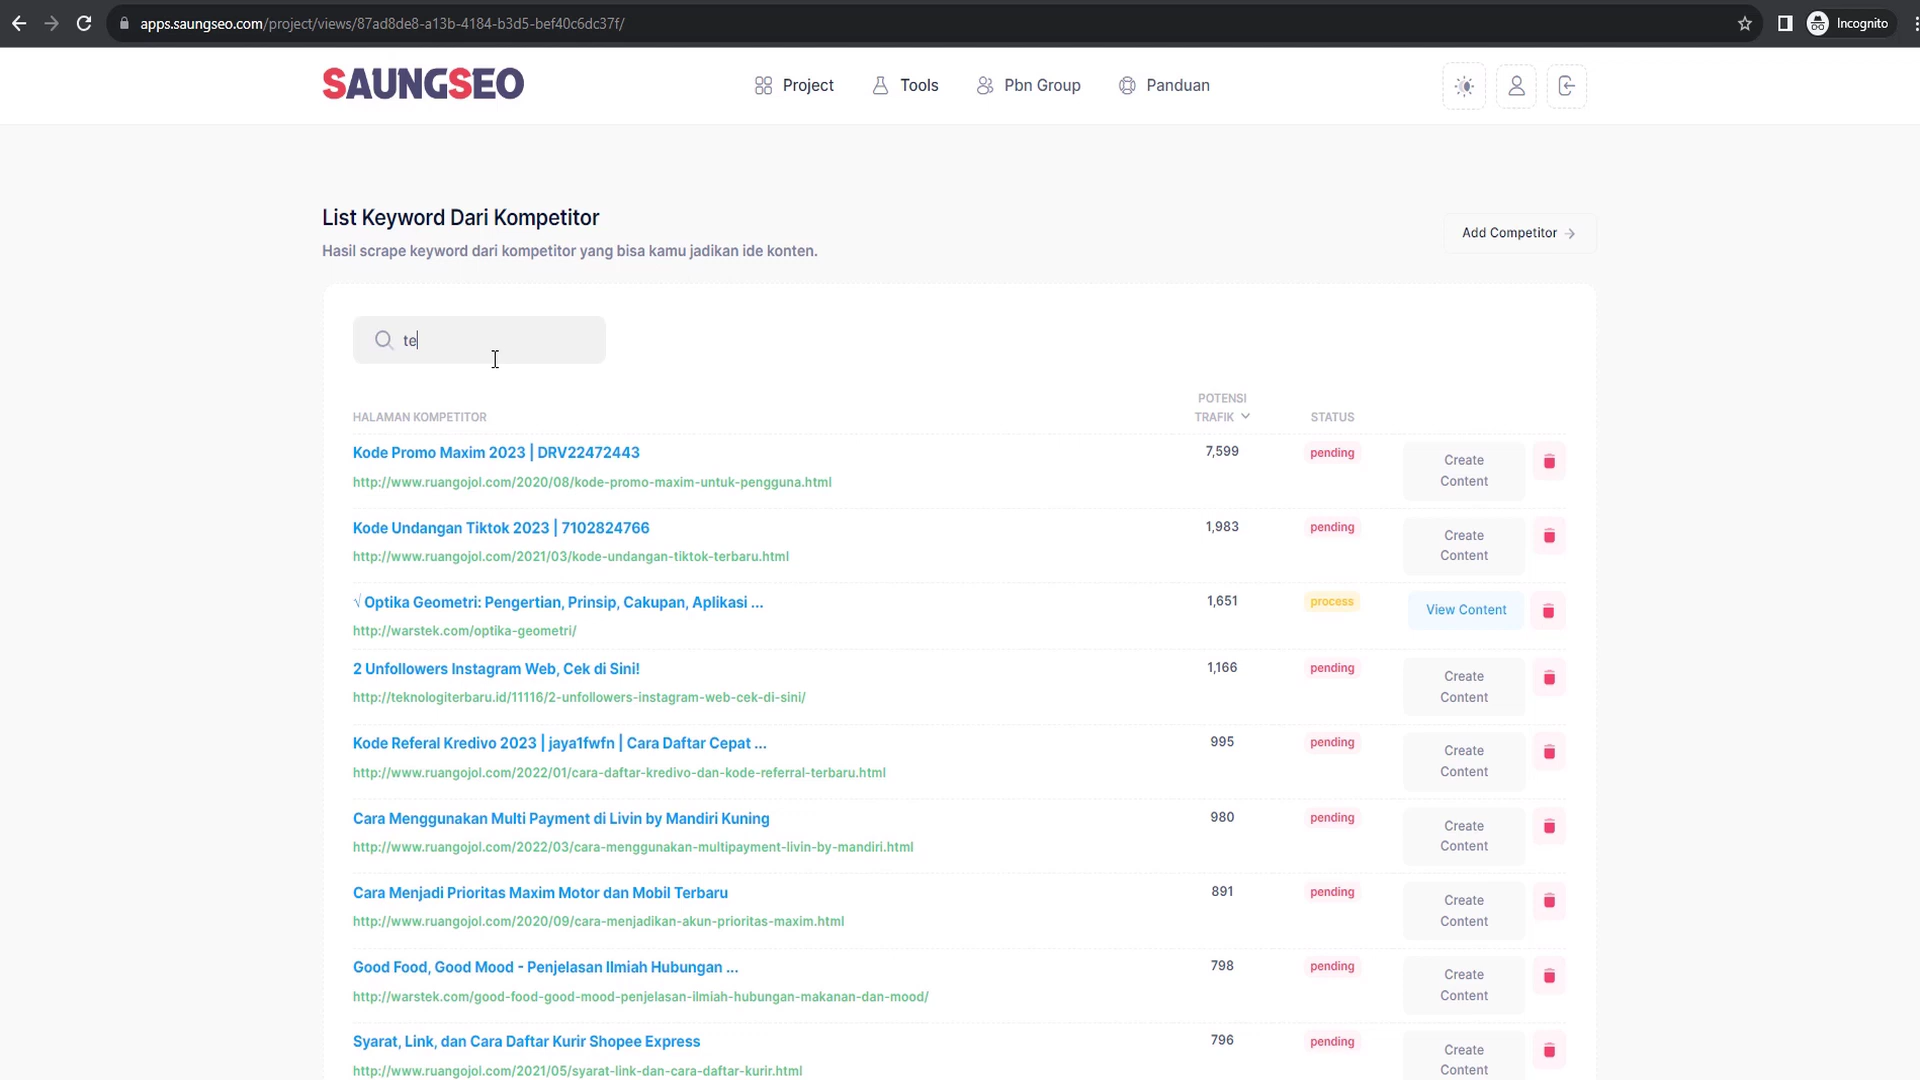 apps.saungseo.com/project/views/87ad8de8-a13b-4184-b3d5-bef40c6dc37f/
Incognito
SAUNGSEO
Project
Tools
Pbn Group
Panduan
List Keyword Dari Kompetitor
Hasil scrape keyword dari kompetitor yang bisa kamu jadikan ide konten.
Add Competitor →
te
HALAMAN KOMPETITOR
POTENSI
TRAFIK
STATUS
Kode Promo Maxim 2023 | DRV22472443
http://www.ruangojol.com/2020/08/kode-promo-maxim-untuk-pengguna.html
7,599
pending
Create
Content
Kode Undangan Tiktok 2023 | 7102824766
http://www.ruangojol.com/2021/03/kode-undangan-tiktok-terbaru.html
1,983
pending
Create
Content
√ Optika Geometri: Pengertian, Prinsip, Cakupan, Aplikasi ...
http://warstek.com/optika-geometri/
1,651
process
View Content
2 Unfollowers Instagram Web, Cek di Sini!
http://teknologiterbaru.id/11116/2-unfollowers-instagram-web-cek-di-sini/
1,166
pending
Create
Content
Kode Referal Kredivo 2023 | jaya1fwfn | Cara Daftar Cepat ...
http://www.ruangojol.com/2022/01/cara-daftar-kredivo-dan-kode-referral-terbaru.html
995
pending
Create
Content
Cara Menggunakan Multi Payment di Livin by Mandiri Kuning
http://www.ruangojol.com/2022/03/cara-menggunakan-multipayment-livin-by-mandiri.html
980
pending
Create
Content
Cara Menjadi Prioritas Maxim Motor dan Mobil Terbaru
http://www.ruangojol.com/2020/09/cara-menjadikan-akun-prioritas-maxim.html
891
pending
Create
Content
Good Food, Good Mood - Penjelasan Ilmiah Hubungan ...
http://warstek.com/good-food-good-mood-penjelasan-ilmiah-hubungan-makanan-dan-mood/
798
pending
Create
Content
Syarat, Link, dan Cara Daftar Kurir Shopee Express
http://www.ruangojol.com/2021/05/syarat-link-dan-cara-daftar-kurir.html
796
pending
Create
Content